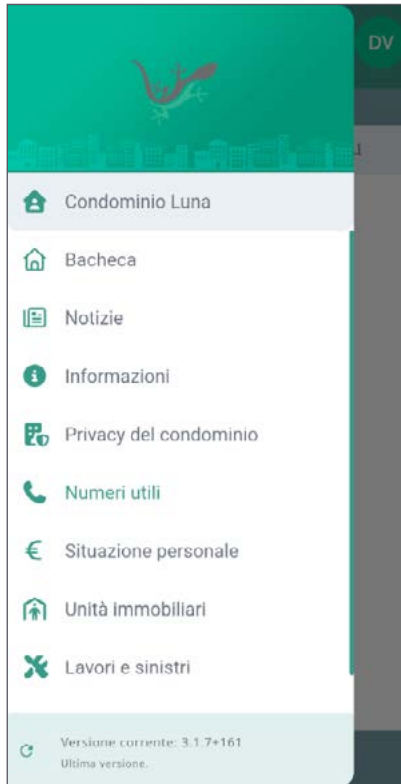 DV
Condominio Luna
Bacheca
Notizie
Informazioni
Privacy del condominio
Numeri utili
Situazione personale
Unità immobiliari
Lavori e sinistri
Versione corrente: 3.1.7+161
Ultima versione.